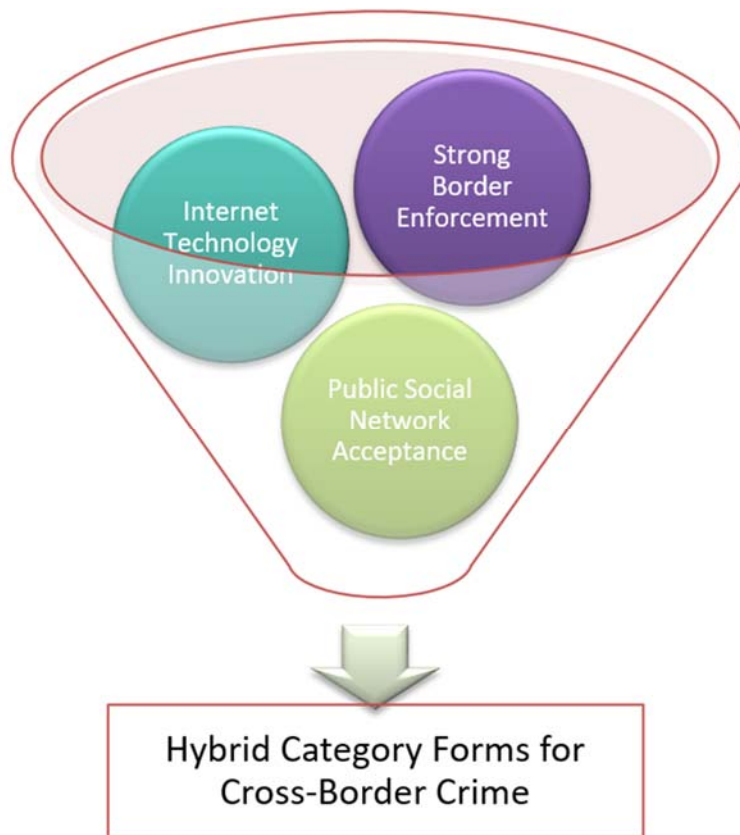 Strong
Border
Enforcement
Internet
Technology
Innovation
Public Social
Network
Acceptance
Hybrid Category Forms for
Cross-Border Crime